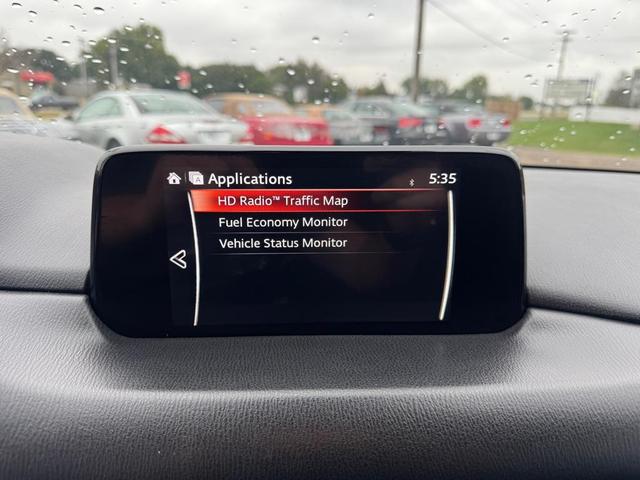 Applications
5:35
HD Radio™ Traffic Map
Fuel Economy Monitor
Vehicle Status Monitor